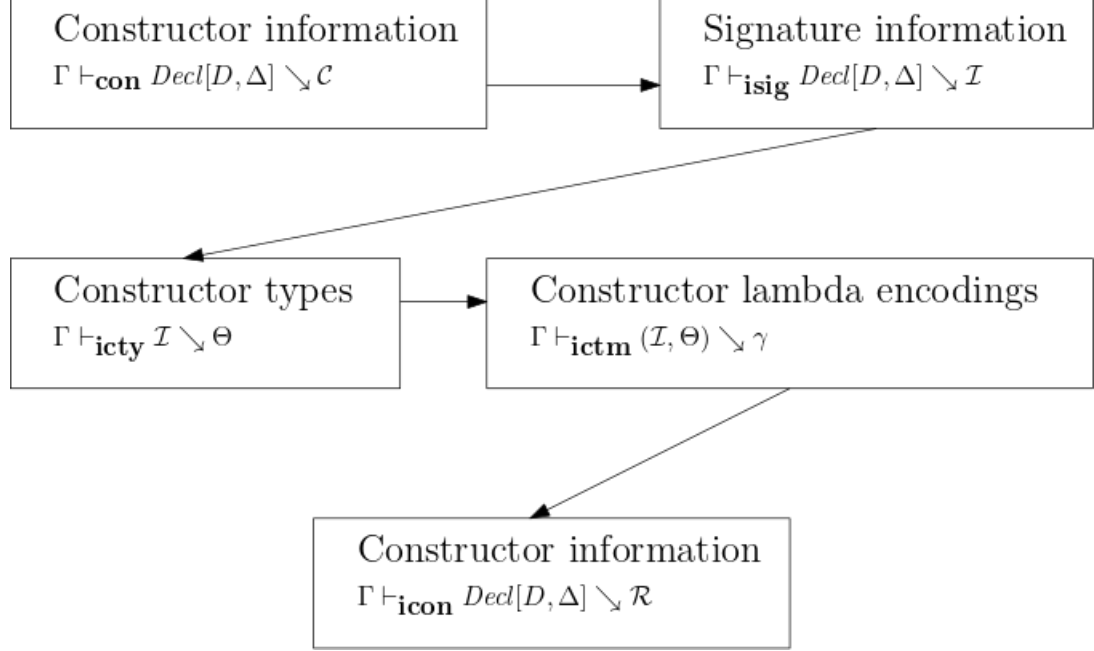 Constructor information
Γ ⊢con Decl[D, Δ] ↘ 𝒞
Signature information
Γ ⊢isig Decl[D, Δ] ↘ ℐ
Constructor types
Γ ⊢icty ℐ ↘ Θ
Constructor lambda encodings
Γ ⊢ictm (ℐ, Θ) ↘ γ
Constructor information
Γ ⊢icon Decl[D, Δ] ↘ ℛ